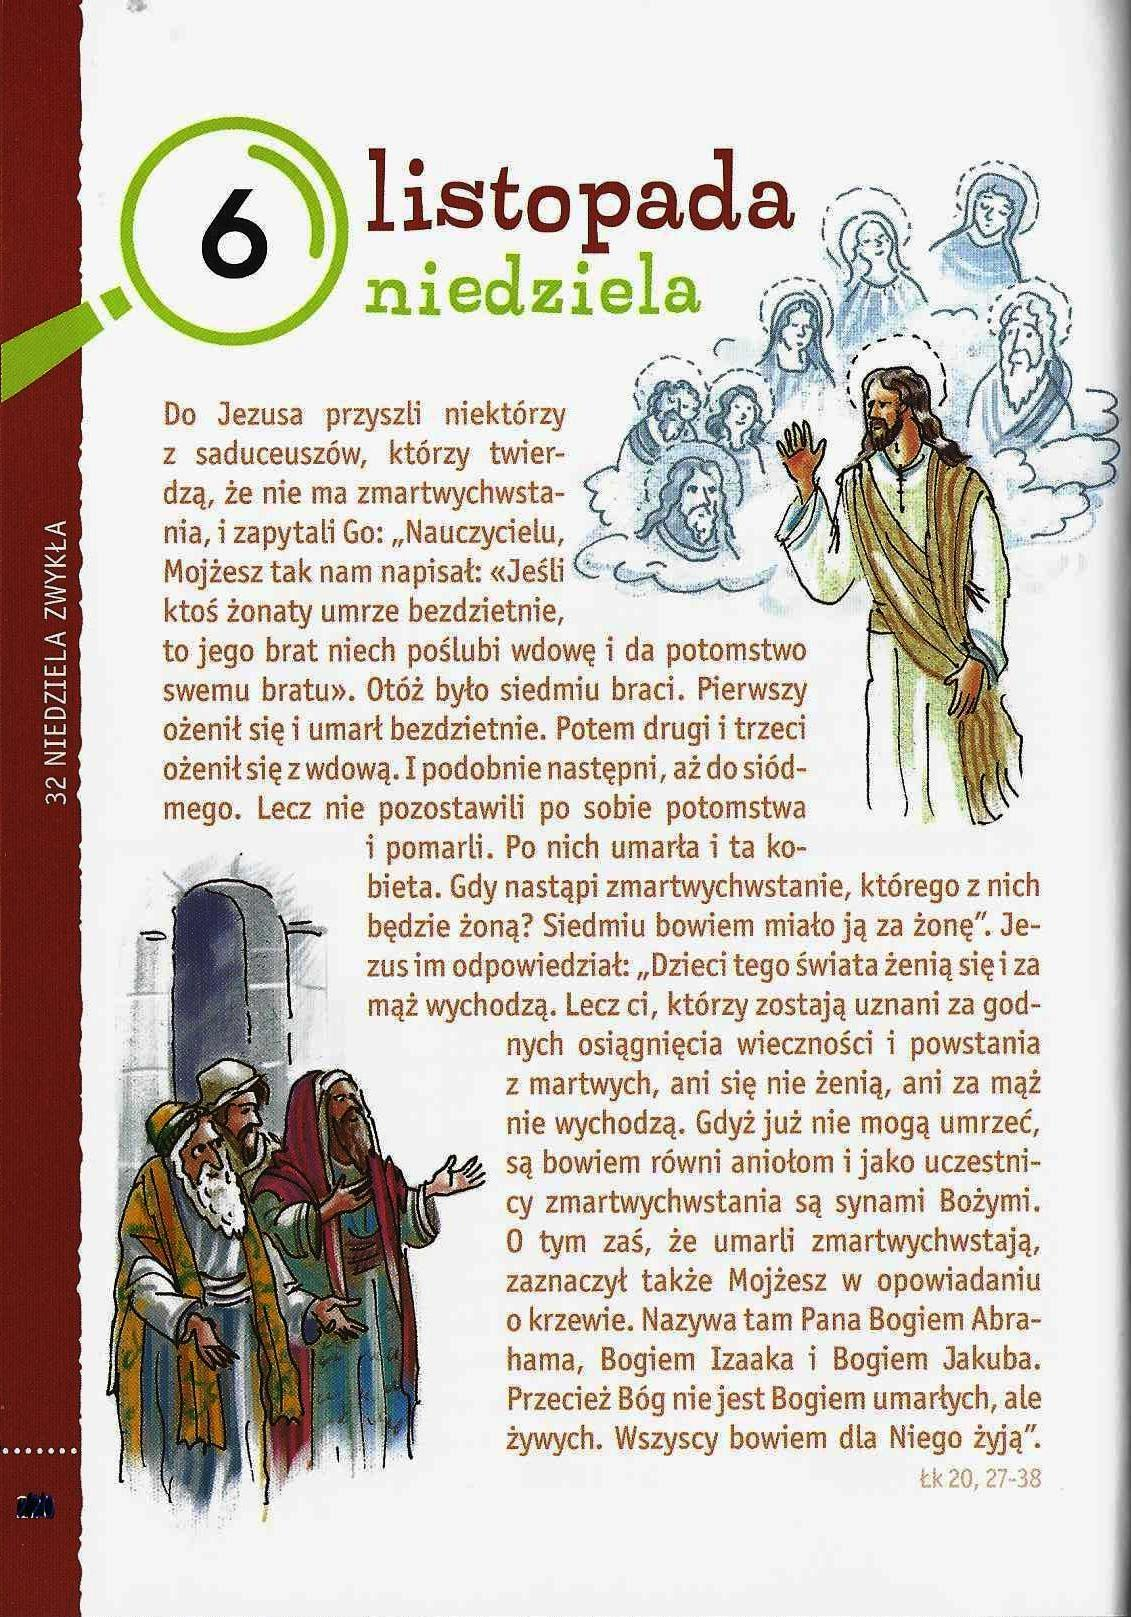 6
listopada
niedziela
Do Jezusa przyszli niektórzy
z saduceuszów, którzy twier-
dzą, że nie ma zmartwychwsta-
nia, i zapytali Go: „Nauczycielu,
Mojżesz tak nam napisał: «Jeśli
ktoś żonaty umrze bezdzietnie,
to jego brat niech poślubi wdowę i da potomstwo
swemu bratu». Otóż było siedmiu braci. Pierwszy
ożenił się i umarł bezdzietnie. Potem drugi i trzeci
ożenił się z wdową. I podobnie następni, aż do siód-
mego. Lecz nie pozostawili po sobie potomstwa
i pomarli. Po nich umarła i ta ko-
bieta. Gdy nastąpi zmartwychwstanie, którego z nich
będzie żoną? Siedmiu bowiem miało ją za żonę”. Je-
zus im odpowiedział: „Dzieci tego świata żenią się i za
mąż wychodzą. Lecz ci, którzy zostają uznani za god-
nych osiągnięcia wieczności i powstania
z martwych, ani się nie żenią, ani za mąż
nie wychodzą. Gdyż już nie mogą umrzeć,
są bowiem równi aniołom i jako uczestni-
cy zmartwychwstania są synami Bożymi.
O tym zaś, że umarli zmartwychwstają,
zaznaczył także Mojżesz w opowiadaniu
o krzewie. Nazywa tam Pana Bogiem Abra-
hama, Bogiem Izaaka i Bogiem Jakuba.
Przecież Bóg nie jest Bogiem umarłych, ale
żywych. Wszyscy bowiem dla Niego żyją”.
Łk 20, 27-38
32 NIEDZIELA ZWYKŁA